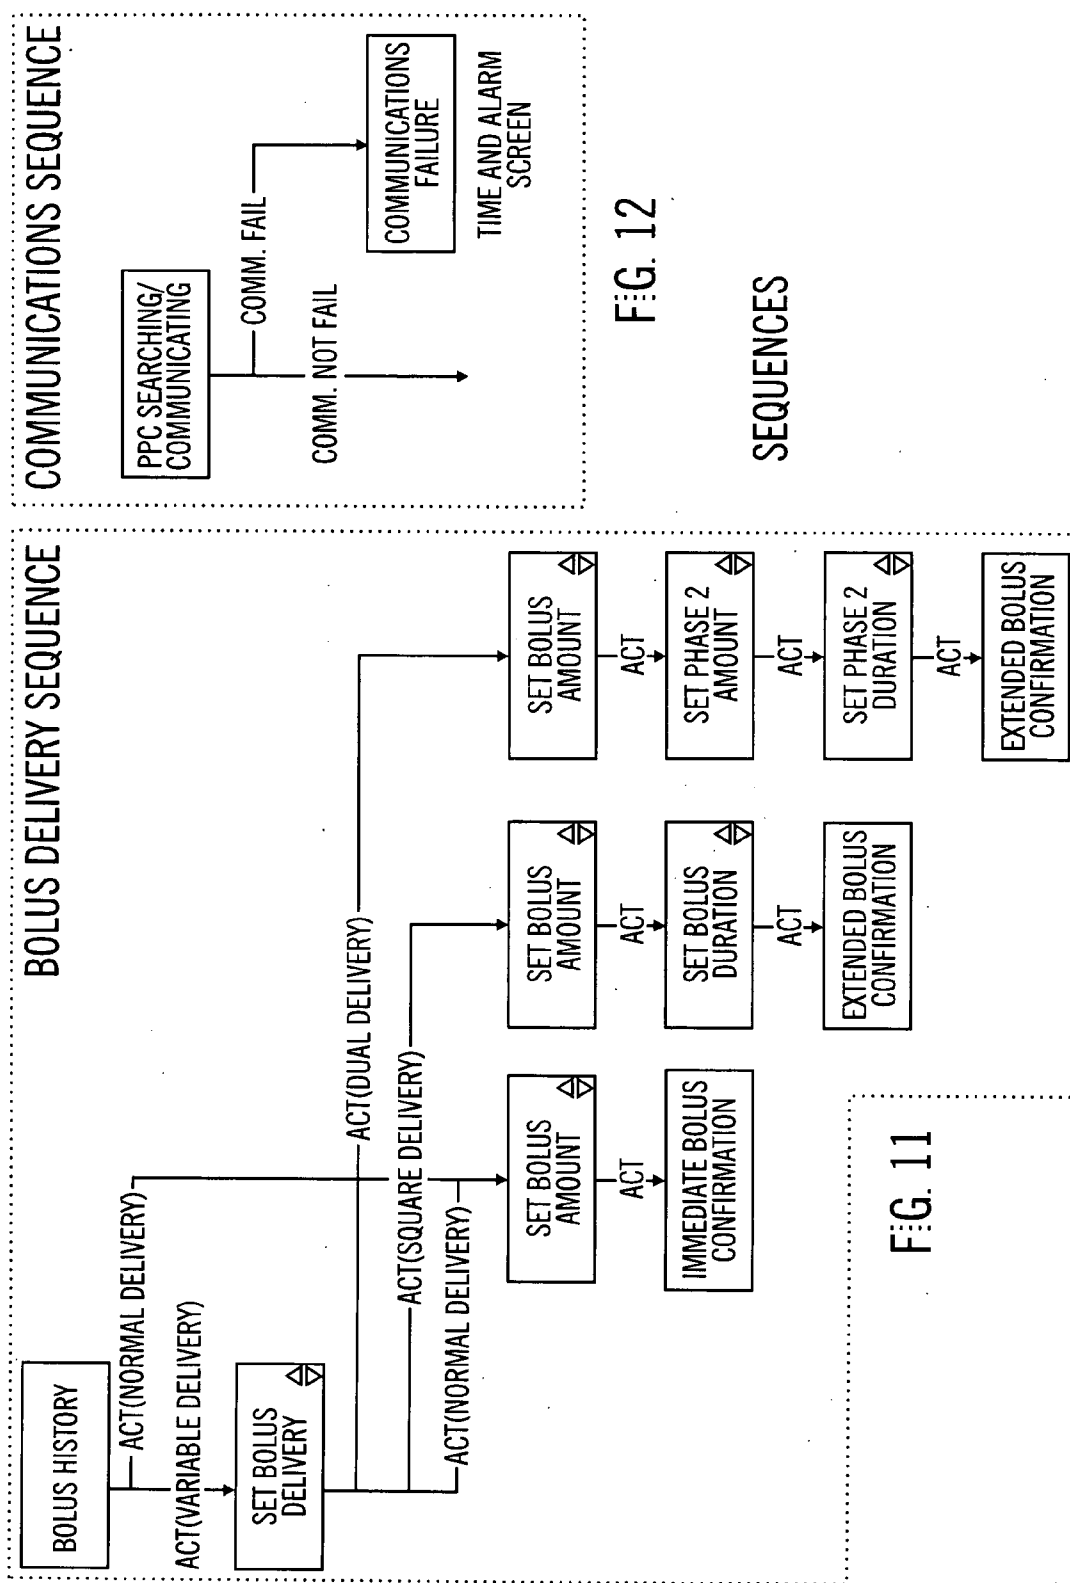 BOLUS DELIVERY SEQUENCE
BOLUS HISTORY
ACT(NORMAL DELIVERY)
ACT(VARIABLE DELIVERY)
SET BOLUS
DELIVERY
ACT(DUAL DELIVERY)
ACT(SQUARE DELIVERY)
ACT(NORMAL DELIVERY)
SET BOLUS
AMOUNT
ACT
IMMEDIATE BOLUS
CONFIRMATION
SET BOLUS
AMOUNT
ACT
SET BOLUS
DURATION
ACT
EXTENDED BOLUS
CONFIRMATION
SET BOLUS
AMOUNT
ACT
SET PHASE 2
AMOUNT
ACT
SET PHASE 2
DURATION
ACT
EXTENDED BOLUS
CONFIRMATION
FIG. 11
COMMUNICATIONS SEQUENCE
PPC SEARCHING/
COMMUNICATING
COMM. FAIL
COMM. NOT FAIL
COMMUNICATIONS
FAILURE
TIME AND ALARM
SCREEN
FIG. 12
SEQUENCES